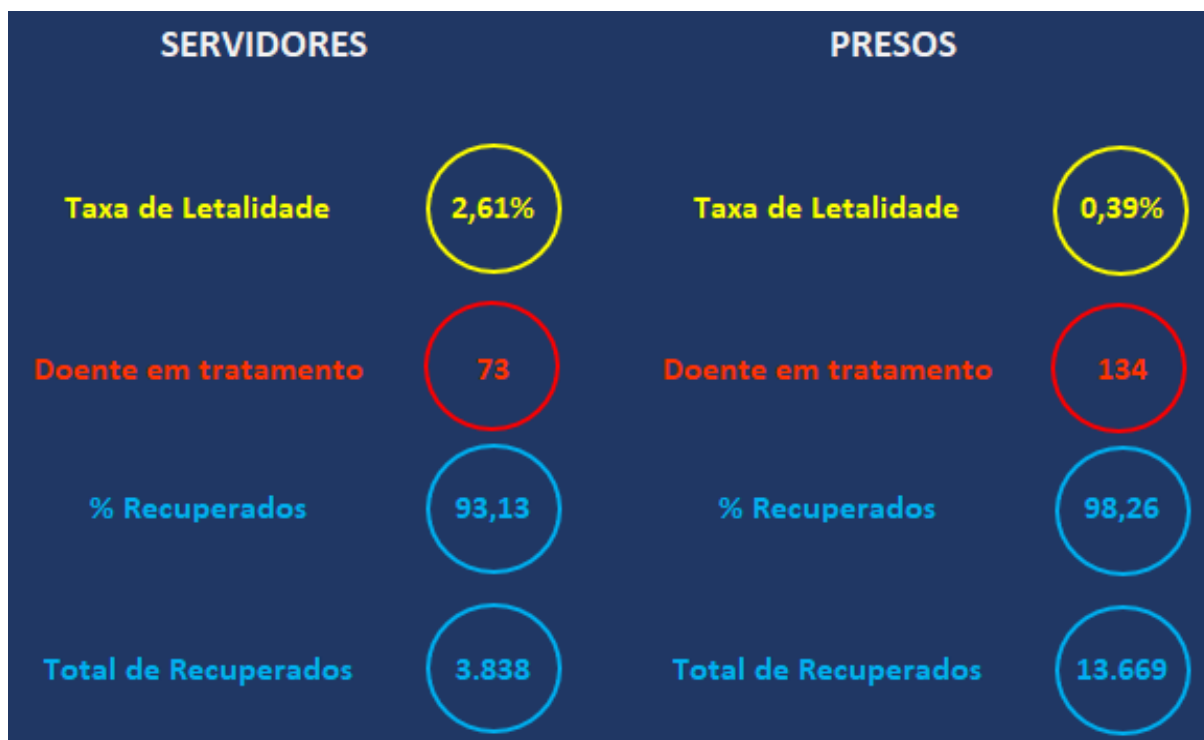 SERVIDORES
PRESOS
Taxa de Letalidade
2,61%
Taxa de Letalidade
0,39%
Doente em tratamento
73
Doente em tratamento
134
% Recuperados
93,13
% Recuperados
98,26
Total de Recuperados
3.838
Total de Recuperados
13.669